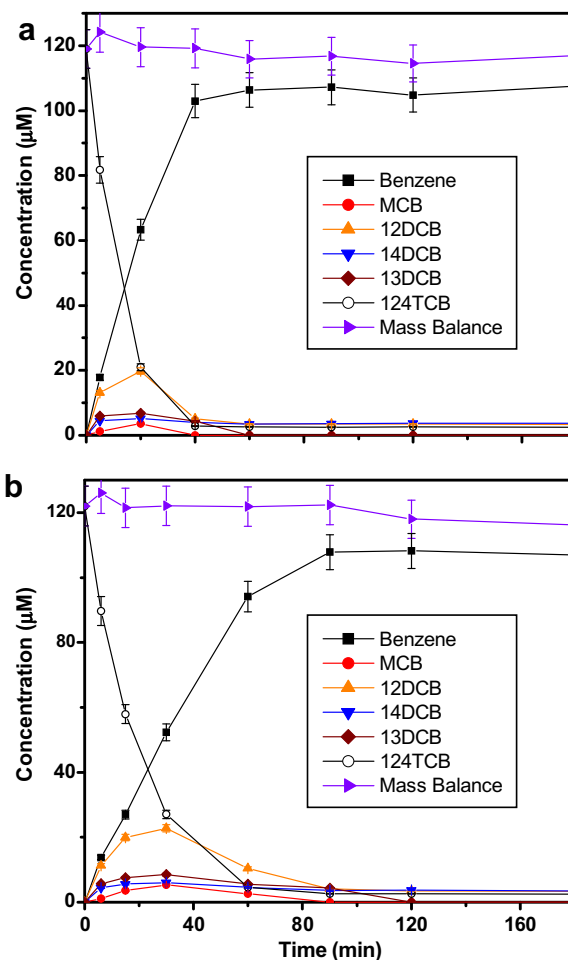 a
120
100
80
60
40
20
0
Concentration (μM)
Benzene
MCB
12DCB
14DCB
13DCB
124TCB
Mass Balance
b
120
80
40
0
Concentration (μM)
Benzene
MCB
12DCB
14DCB
13DCB
124TCB
Mass Balance
0 40 80 120 160
Time (min)